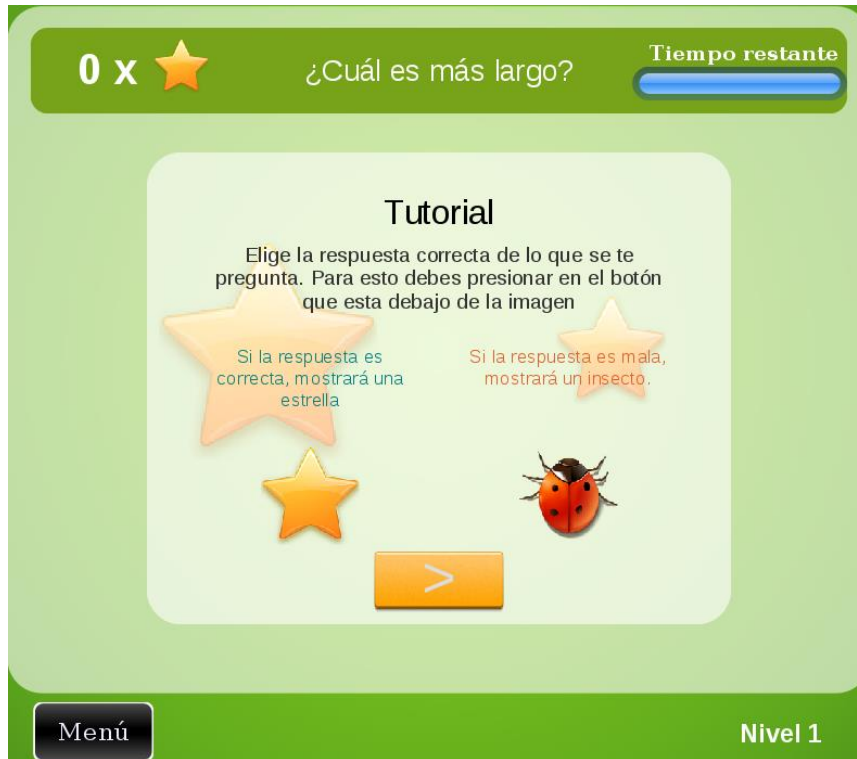 0 x
¿Cuál es más largo?
Tiempo restante
Tutorial
Elige la respuesta correcta de lo que se te
pregunta. Para esto debes presionar en el botón
que esta debajo de la imagen
Si la respuesta es
correcta, mostrará una
estrella
Si la respuesta es mala,
mostrará un insecto.
>
Menú
Nivel 1